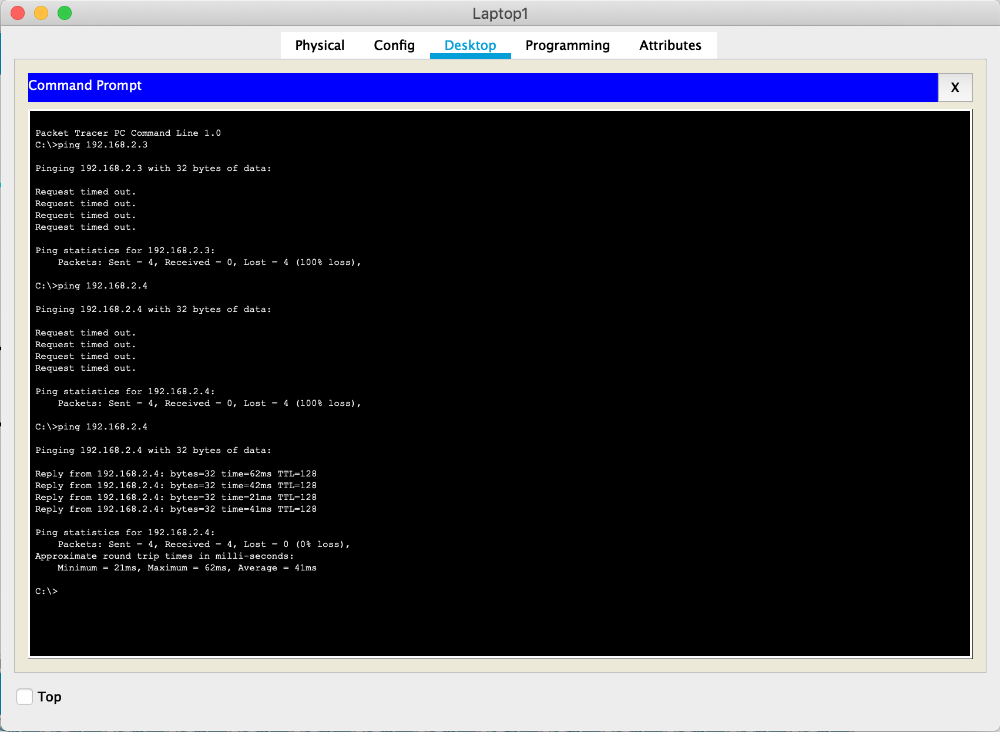 Laptop1
Physical Config Desktop Programming Attributes
Command Prompt X
Packet Tracer PC Command Line 1.0
C:\>ping 192.168.2.3
Pinging 192.168.2.3 with 32 bytes of data:
Request timed out.
Request timed out.
Request timed out.
Request timed out.
Ping statistics for 192.168.2.3:
    Packets: Sent = 4, Received = 0, Lost = 4 (100% loss),
C:\>ping 192.168.2.4
Pinging 192.168.2.4 with 32 bytes of data:
Request timed out.
Request timed out.
Request timed out.
Request timed out.
Ping statistics for 192.168.2.4:
    Packets: Sent = 4, Received = 0, Lost = 4 (100% loss),
C:\>ping 192.168.2.4
Pinging 192.168.2.4 with 32 bytes of data:
Reply from 192.168.2.4: bytes=32 time=62ms TTL=128
Reply from 192.168.2.4: bytes=32 time=42ms TTL=128
Reply from 192.168.2.4: bytes=32 time=21ms TTL=128
Reply from 192.168.2.4: bytes=32 time=41ms TTL=128
Ping statistics for 192.168.2.4:
    Packets: Sent = 4, Received = 4, Lost = 0 (0% loss),
Approximate round trip times in milli-seconds:
    Minimum = 21ms, Maximum = 62ms, Average = 41ms
C:\>
Top